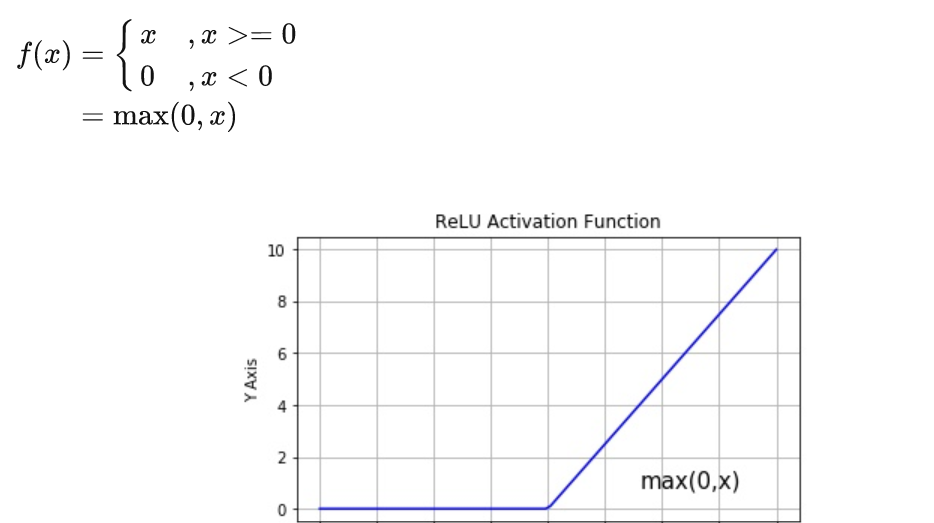 f(x) = { x , x >= 0
0 , x < 0
= max(0, x)
ReLU Activation Function
10
8
6
4
2
0
Y Axis
max(0,x)